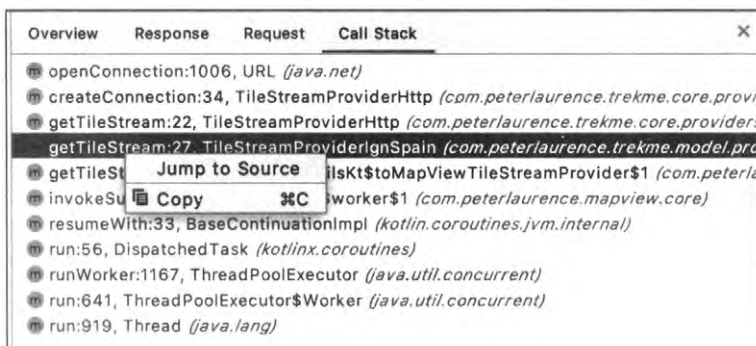 Overview Response Request Call Stack ×
openConnection:1006, URL (java.net)
createConnection:34, TileStreamProviderHttp (com.peterlaurence.trekme.core.provi
getTileStream:22, TileStreamProviderHttp (com.peterlaurence.trekme.core.providers
getTileStream:27, TileStreamProviderIgnSpain (com.peterlaurence.trekme.model.pro
getTileSt ilsKt$toMapViewTileStreamProvider$1 (com.peterla
Jump to Source
invokeSu worker$1 (com.peterlaurence.mapview.core)
Copy ⌘C
resumeWith:33, BaseContinuationImpl (kotlin.coroutines.jvm.internal)
run:56, DispatchedTask (kotlinx.coroutines)
runWorker:1167, ThreadPoolExecutor (java.util.concurrent)
run:641, ThreadPoolExecutor$Worker (java.util.concurrent)
run:919, Thread (java.lang)